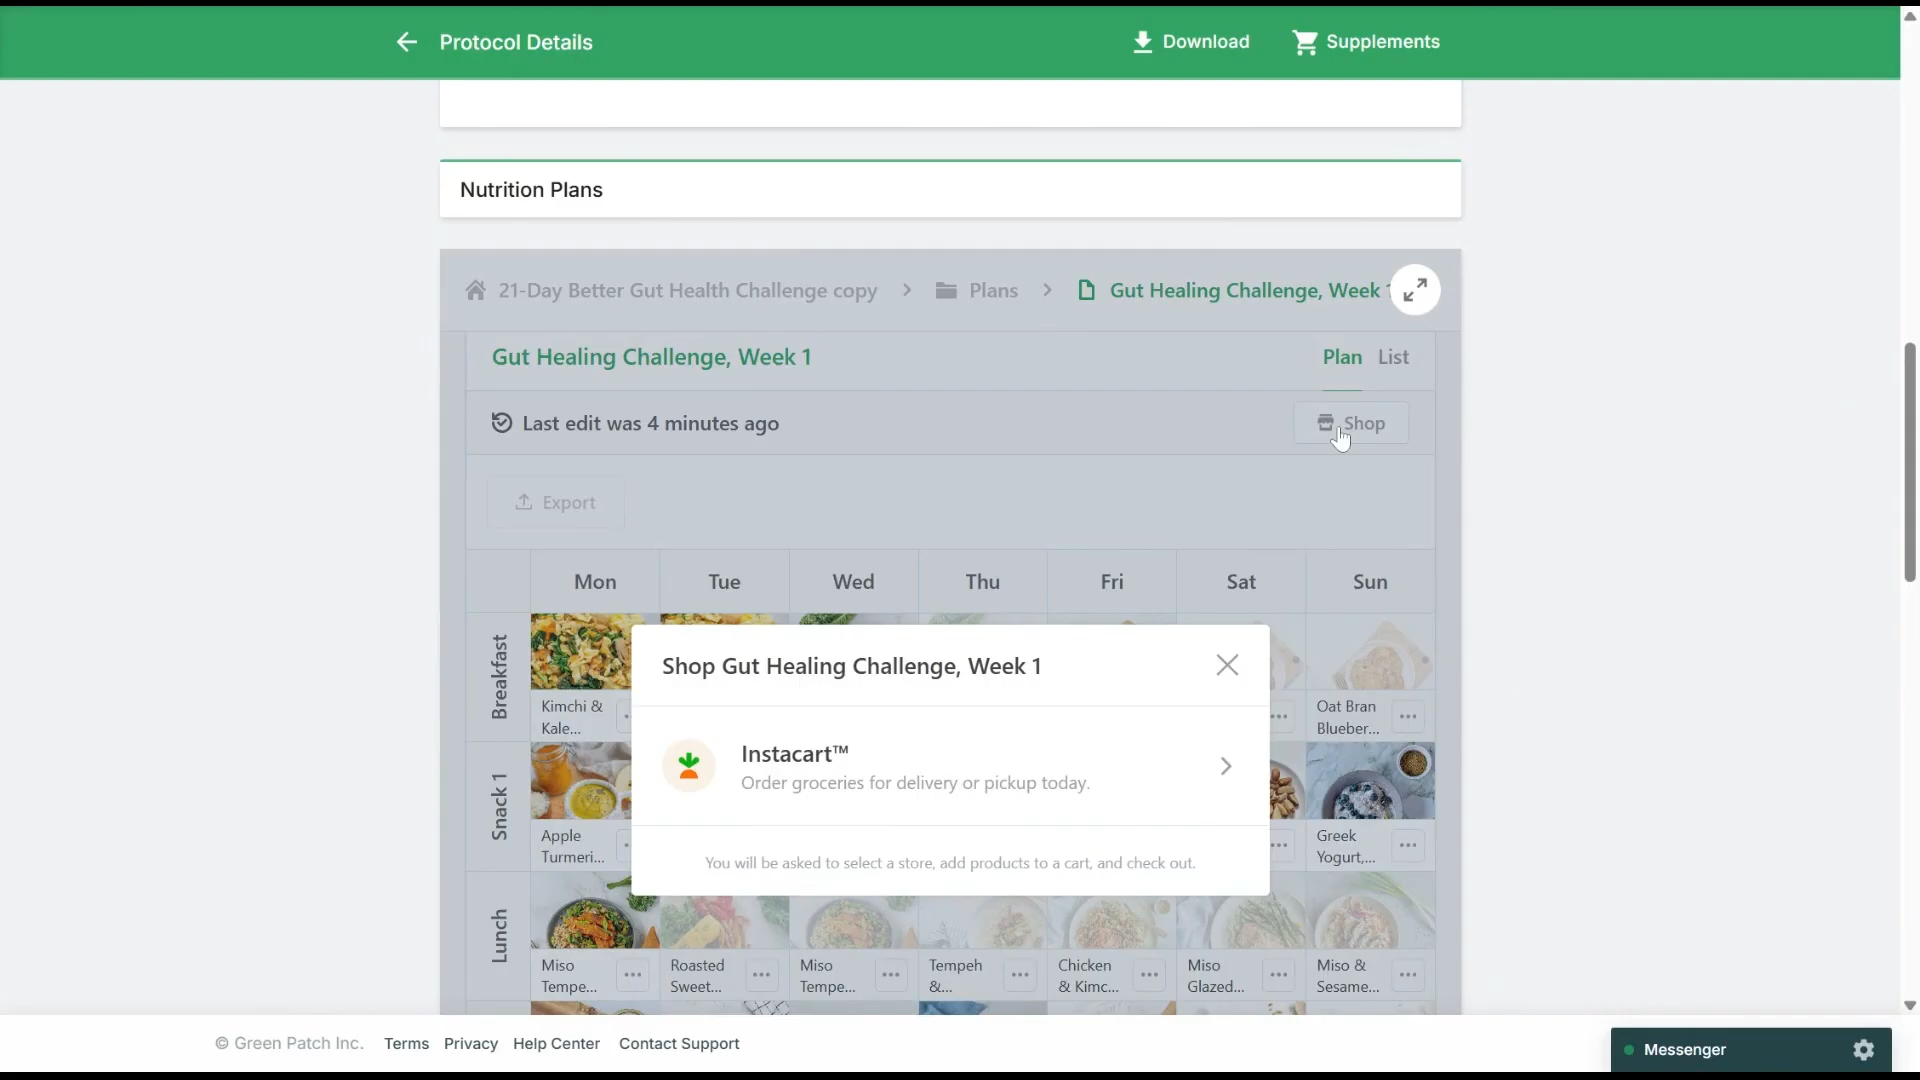 Protocol Details
Download
Supplements
Nutrition Plans
21-Day Better Gut Health Challenge copy
Plans
Gut Healing Challenge, Week
Gut Healing Challenge, Week 1
Plan
List
Last edit was 4 minutes ago
Shop
Export
Mon
Tue
Wed
Thu
Fri
Sat
Sun
Breakfast
Kimchi &
Kale...
Oat Bran
Blueber...
Shop Gut Healing Challenge, Week 1
Instacart™
Order groceries for delivery or pickup today.
You will be asked to select a store, add products to a cart, and check out.
Snack 1
Apple
Turmeri...
Greek
Yogurt,...
Lunch
Miso
Tempe...
Roasted
Sweet...
Miso
Tempe...
Tempeh
&...
Chicken
& Kimc...
Miso
Glazed...
Miso &
Sesame...
© Green Patch Inc.
Terms
Privacy
Help Center
Contact Support
Messenger